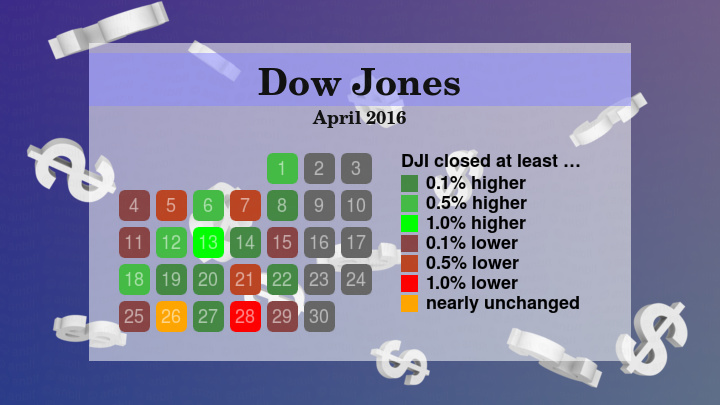 Dow Jones
April 2016
1 2 3
4 5 6 7 8 9 10
11 12 13 14 15 16 17
18 19 20 21 22 23 24
25 26 27 28 29 30
DJI closed at least …
0.1% higher
0.5% higher
1.0% higher
0.1% lower
0.5% lower
1.0% lower
nearly unchanged